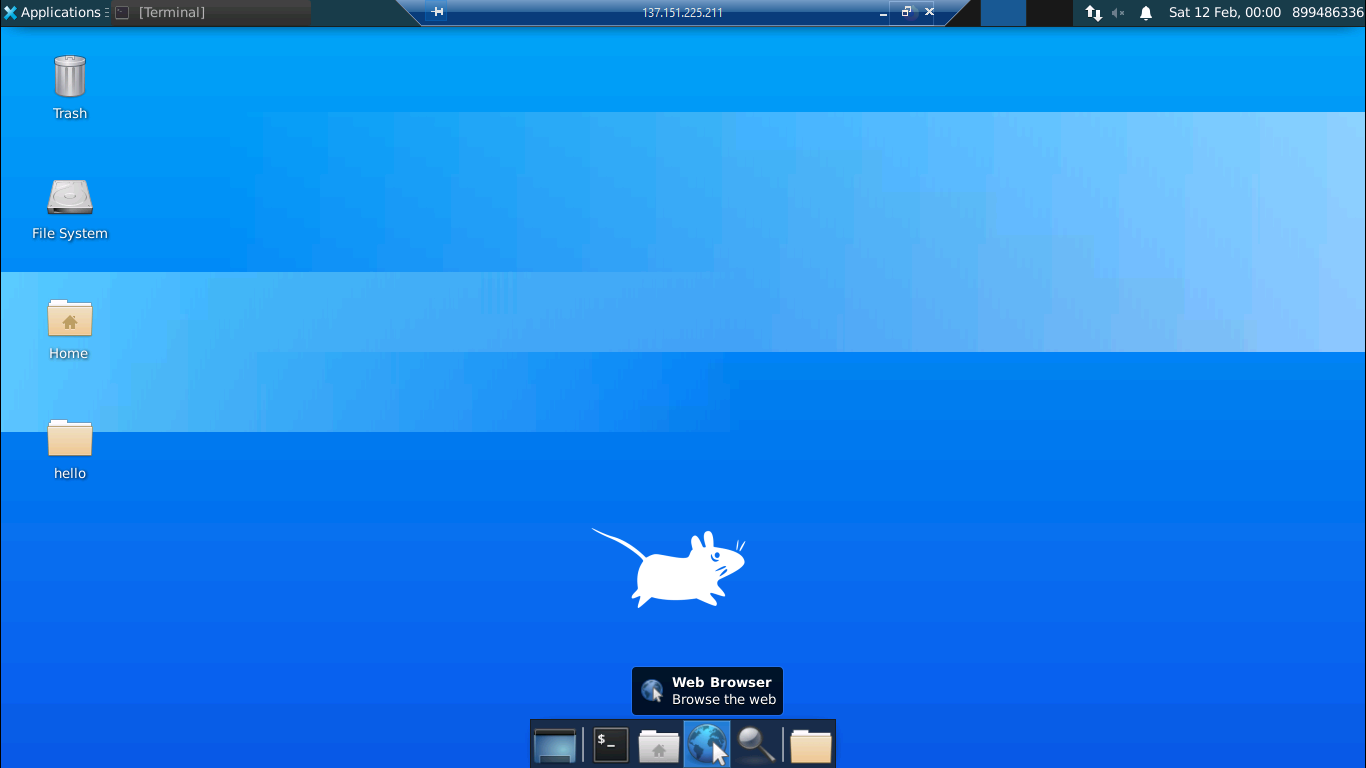 Applications
[Terminal]
137.151.225.211
Sat 12 Feb, 00:00
899486336
Trash
File System
Home
hello
Web Browser
Browse the web
$_